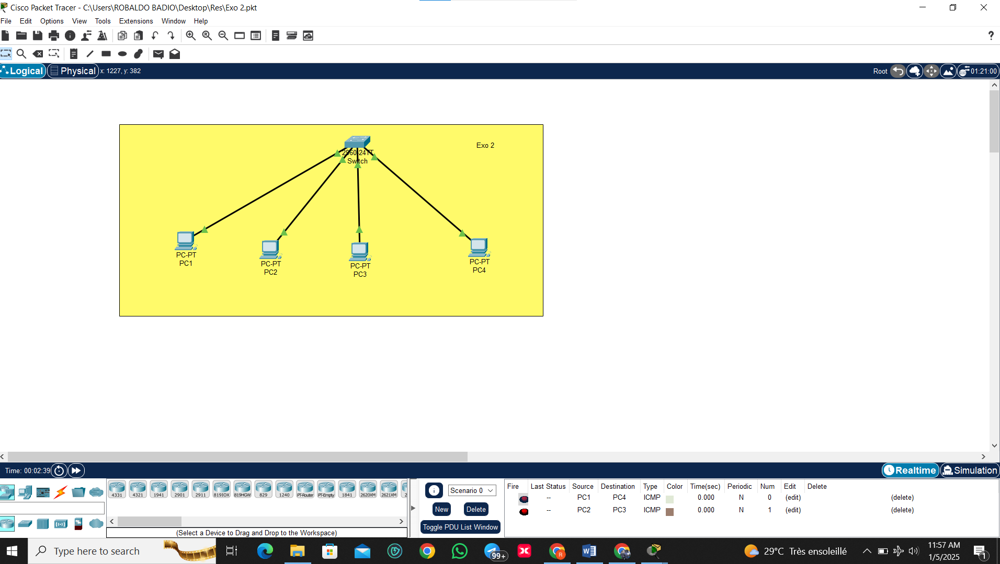 Cisco Packet Tracer - C:\Users\ROBALDO BADIO\Desktop\Res\Exo 2.pkt
File Edit Options View Tools Extensions Window Help
?
Logical Physical x: 1227, y: 382 Root 01:21:00
Exo 2
2960-24TT
Switch
PC-PT
PC1
PC-PT
PC2
PC-PT
PC3
PC-PT
PC4
Time: 00:02:39 Realtime Simulation
4331 4321 1941 2901 2911 819IOX 819HGW 829 1240 PT-Router PT-Empty 1841 2620XM 2621XM 2
(Select a Device to Drag and Drop to the Workspace)
Scenario 0
New Delete
Toggle PDU List Window
Fire Last Status Source Destination Type Color Time(sec) Periodic Num Edit Delete
-- PC1 PC4 ICMP 0.000 N 0 (edit) (delete)
-- PC2 PC3 ICMP 0.000 N 1 (edit) (delete)
Type here to search
99+
R
29°C Très ensoleillé
11:57 AM
1/5/2025
1